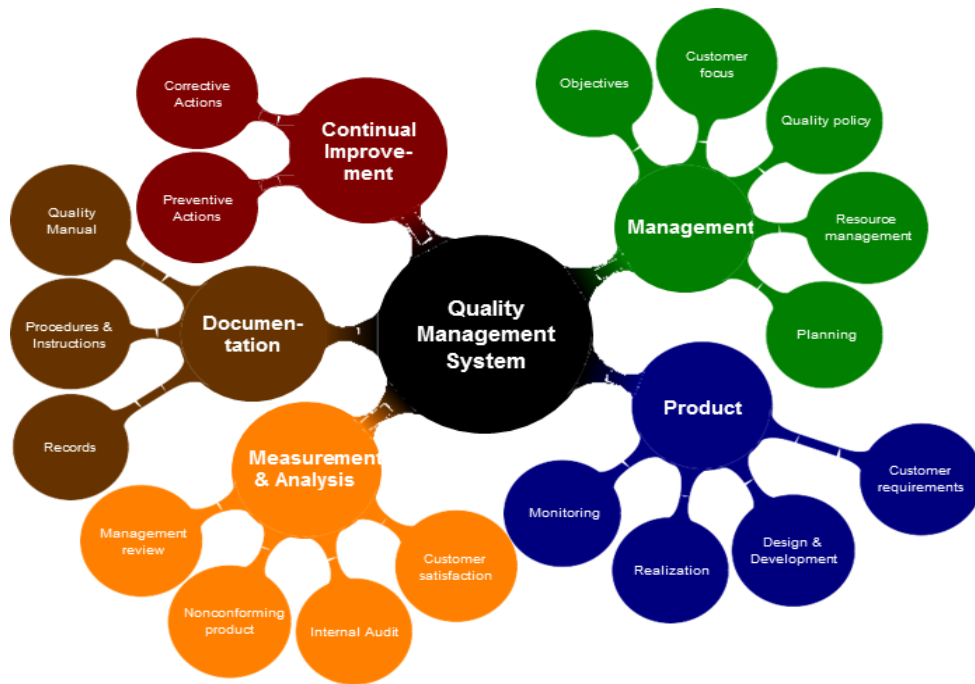 Quality
Management
System
Continual
Improve-
ment
Corrective
Actions
Preventive
Actions
Management
Objectives
Customer
focus
Quality policy
Resource
management
Planning
Product
Customer
requirements
Design &
Development
Realization
Monitoring
Measurement
& Analysis
Customer
satisfaction
Internal Audit
Nonconforming
product
Management
review
Documen-
tation
Quality
Manual
Procedures &
Instructions
Records